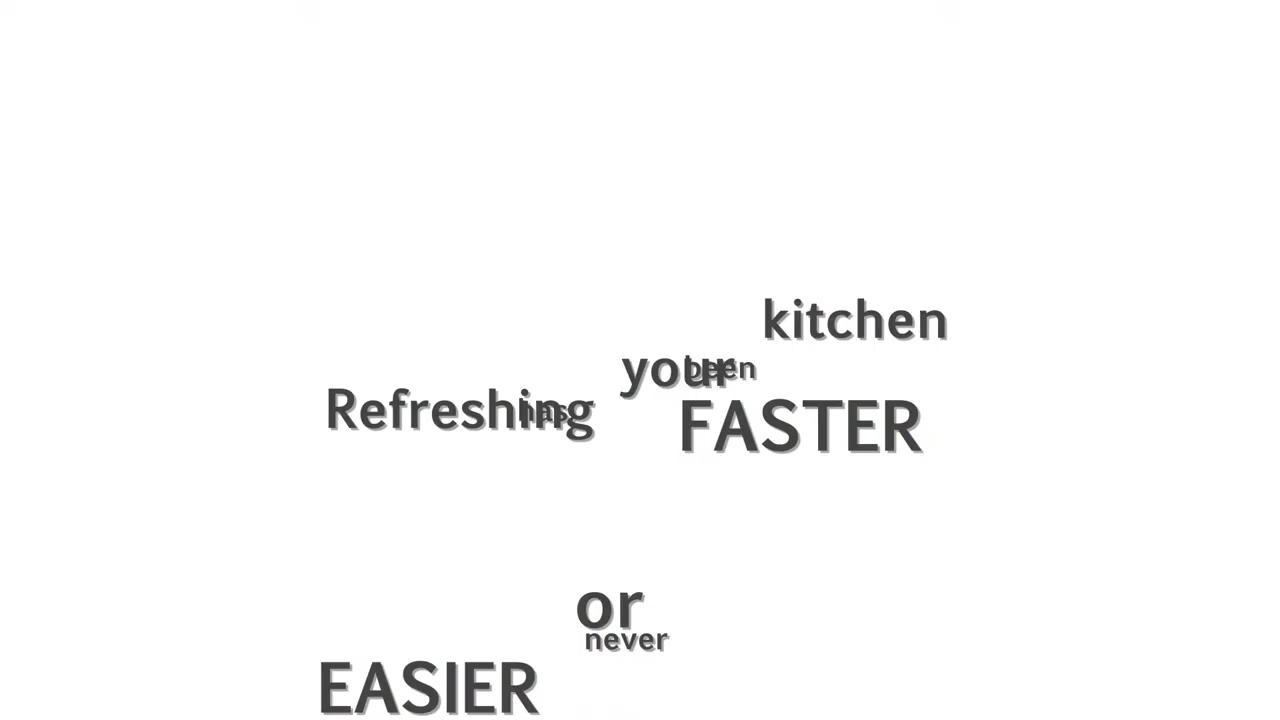 kitchen
your been
Refreshing has
FASTER
or
never
EASIER